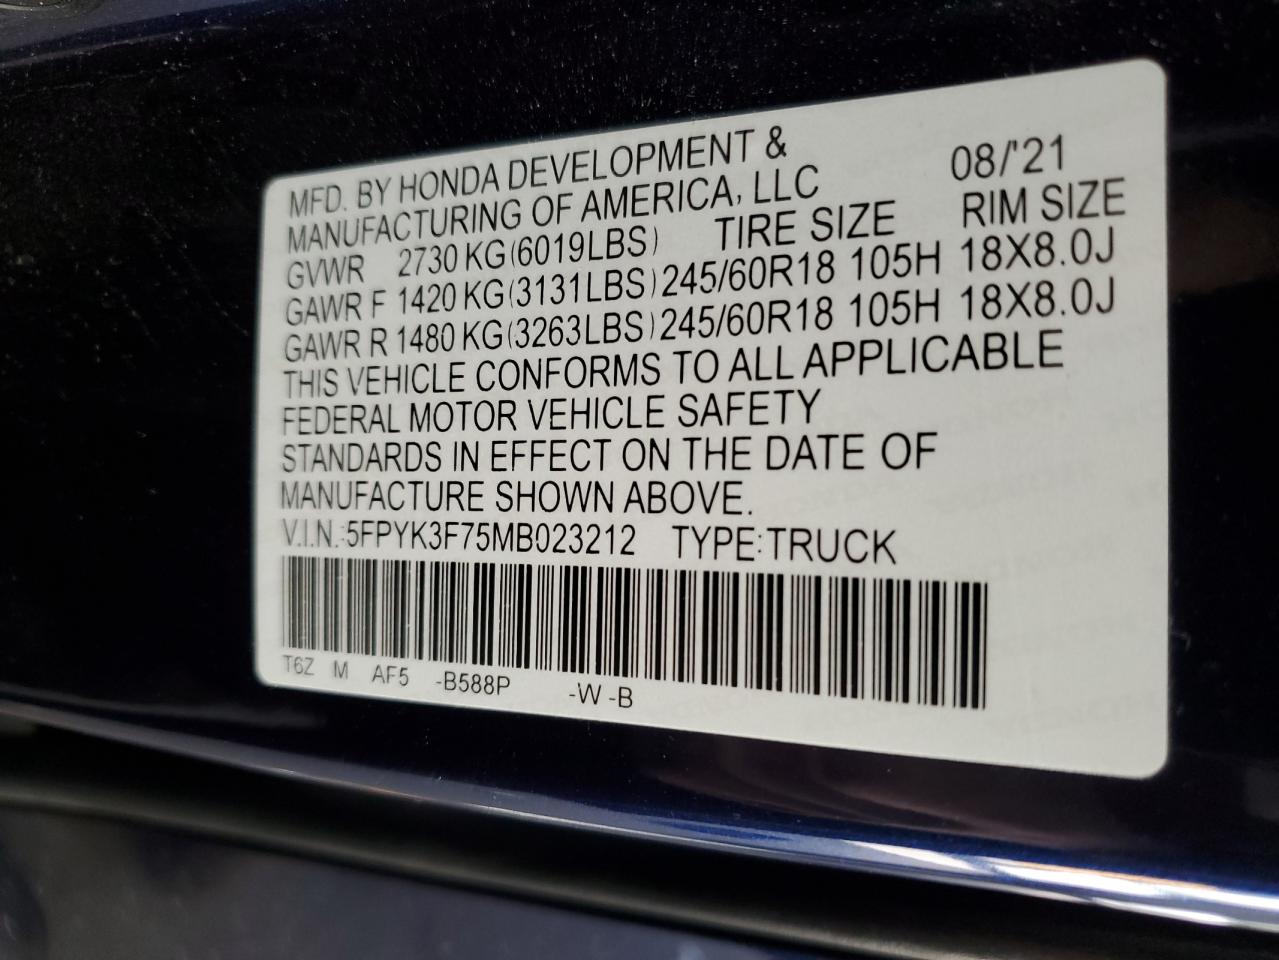 MFD. BY HONDA DEVELOPMENT & 08/'21
MANUFACTURING OF AMERICA, LLC
GVWR 2730 KG(6019LBS) TIRE SIZE RIM SIZE
GAWR F 1420 KG(3131LBS) 245/60R18 105H 18X8.0J
GAWR R 1480 KG(3263LBS) 245/60R18 105H 18X8.0J
THIS VEHICLE CONFORMS TO ALL APPLICABLE
FEDERAL MOTOR VEHICLE SAFETY
STANDARDS IN EFFECT ON THE DATE OF
MANUFACTURE SHOWN ABOVE.
V.I.N.:5FPYK3F75MB023212 TYPE:TRUCK
T6Z M AF5 -B588P -W -B